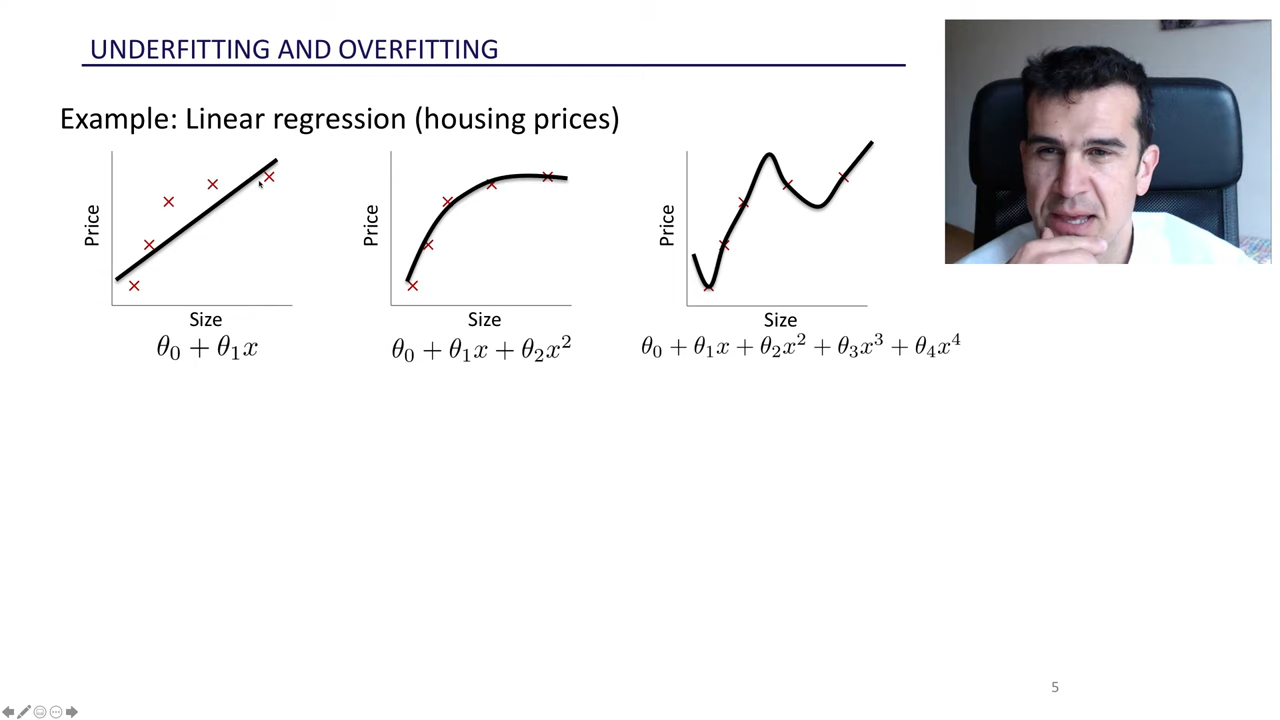 UNDERFITTING AND OVERFITTING
Example: Linear regression (housing prices)
Price
Size
θ₀ + θ₁x
Price
Size
θ₀ + θ₁x + θ₂x²
Price
Size
θ₀ + θ₁x + θ₂x² + θ₃x³ + θ₄x⁴
5